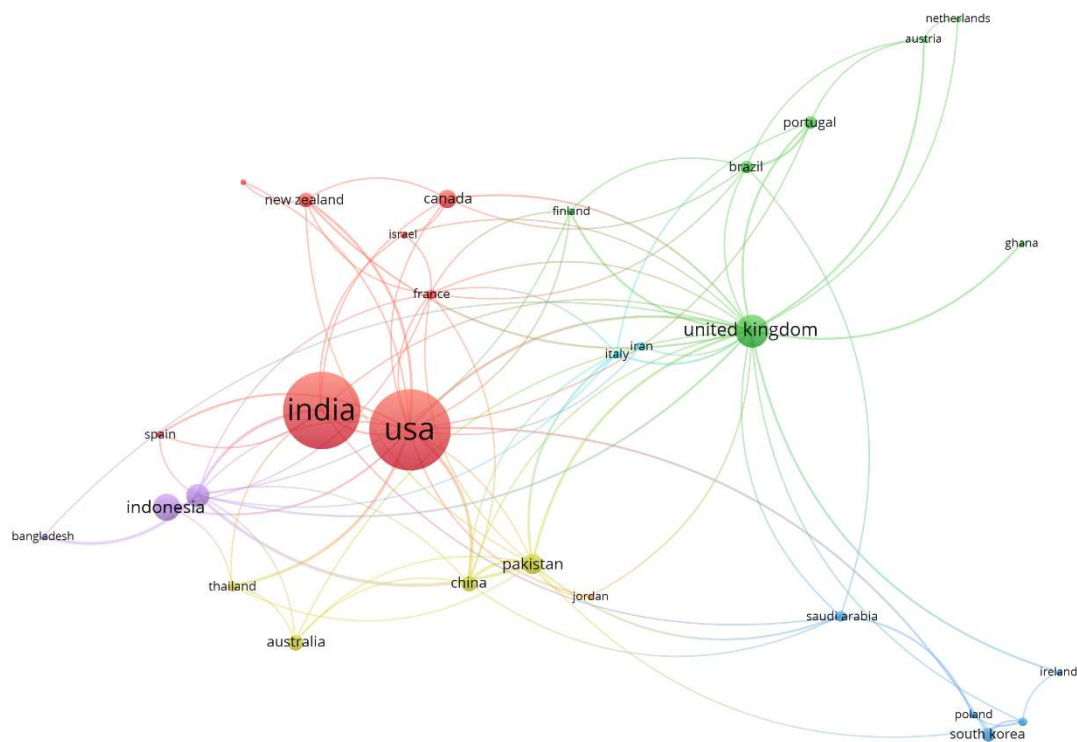 netherlands
austria
portugal
brazil
new zealand
canada
finland
israel
ghana
france
united kingdom
iran
italy
india
usa
spain
indonesia
bangladesh
pakistan
thailand
china
jordan
saudi arabia
australia
ireland
poland
south korea